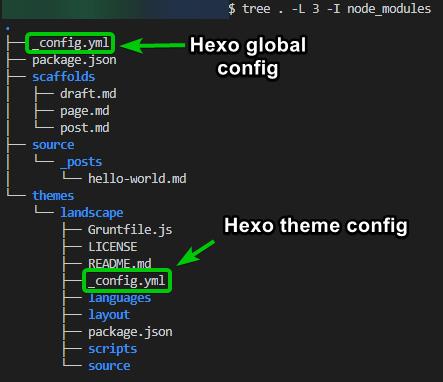 $ tree . -L 3 -I node_modules
.
├── _config.yml
├── package.json
├── scaffolds
│   ├── draft.md
│   ├── page.md
│   └── post.md
├── source
│   └── _posts
│       └── hello-world.md
└── themes
    └── landscape
        ├── Gruntfile.js
        ├── LICENSE
        ├── README.md
        ├── _config.yml
        ├── languages
        ├── layout
        ├── package.json
        ├── scripts
        └── source
Hexo global
config
Hexo theme config